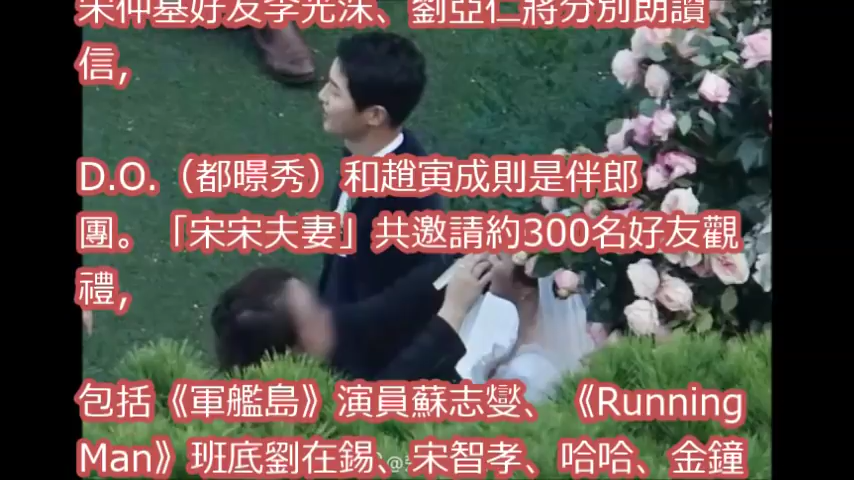 宋仲基好友李光洙、劉亞仁將分別朗讀
信，
D.O.（都暻秀）和趙寅成則是伴郎
團。「宋宋夫妻」共邀請約300名好友觀
禮，
包括《軍艦島》演員蘇志燮、《Running
Man》班底劉在錫、宋智孝、哈哈、金鐘